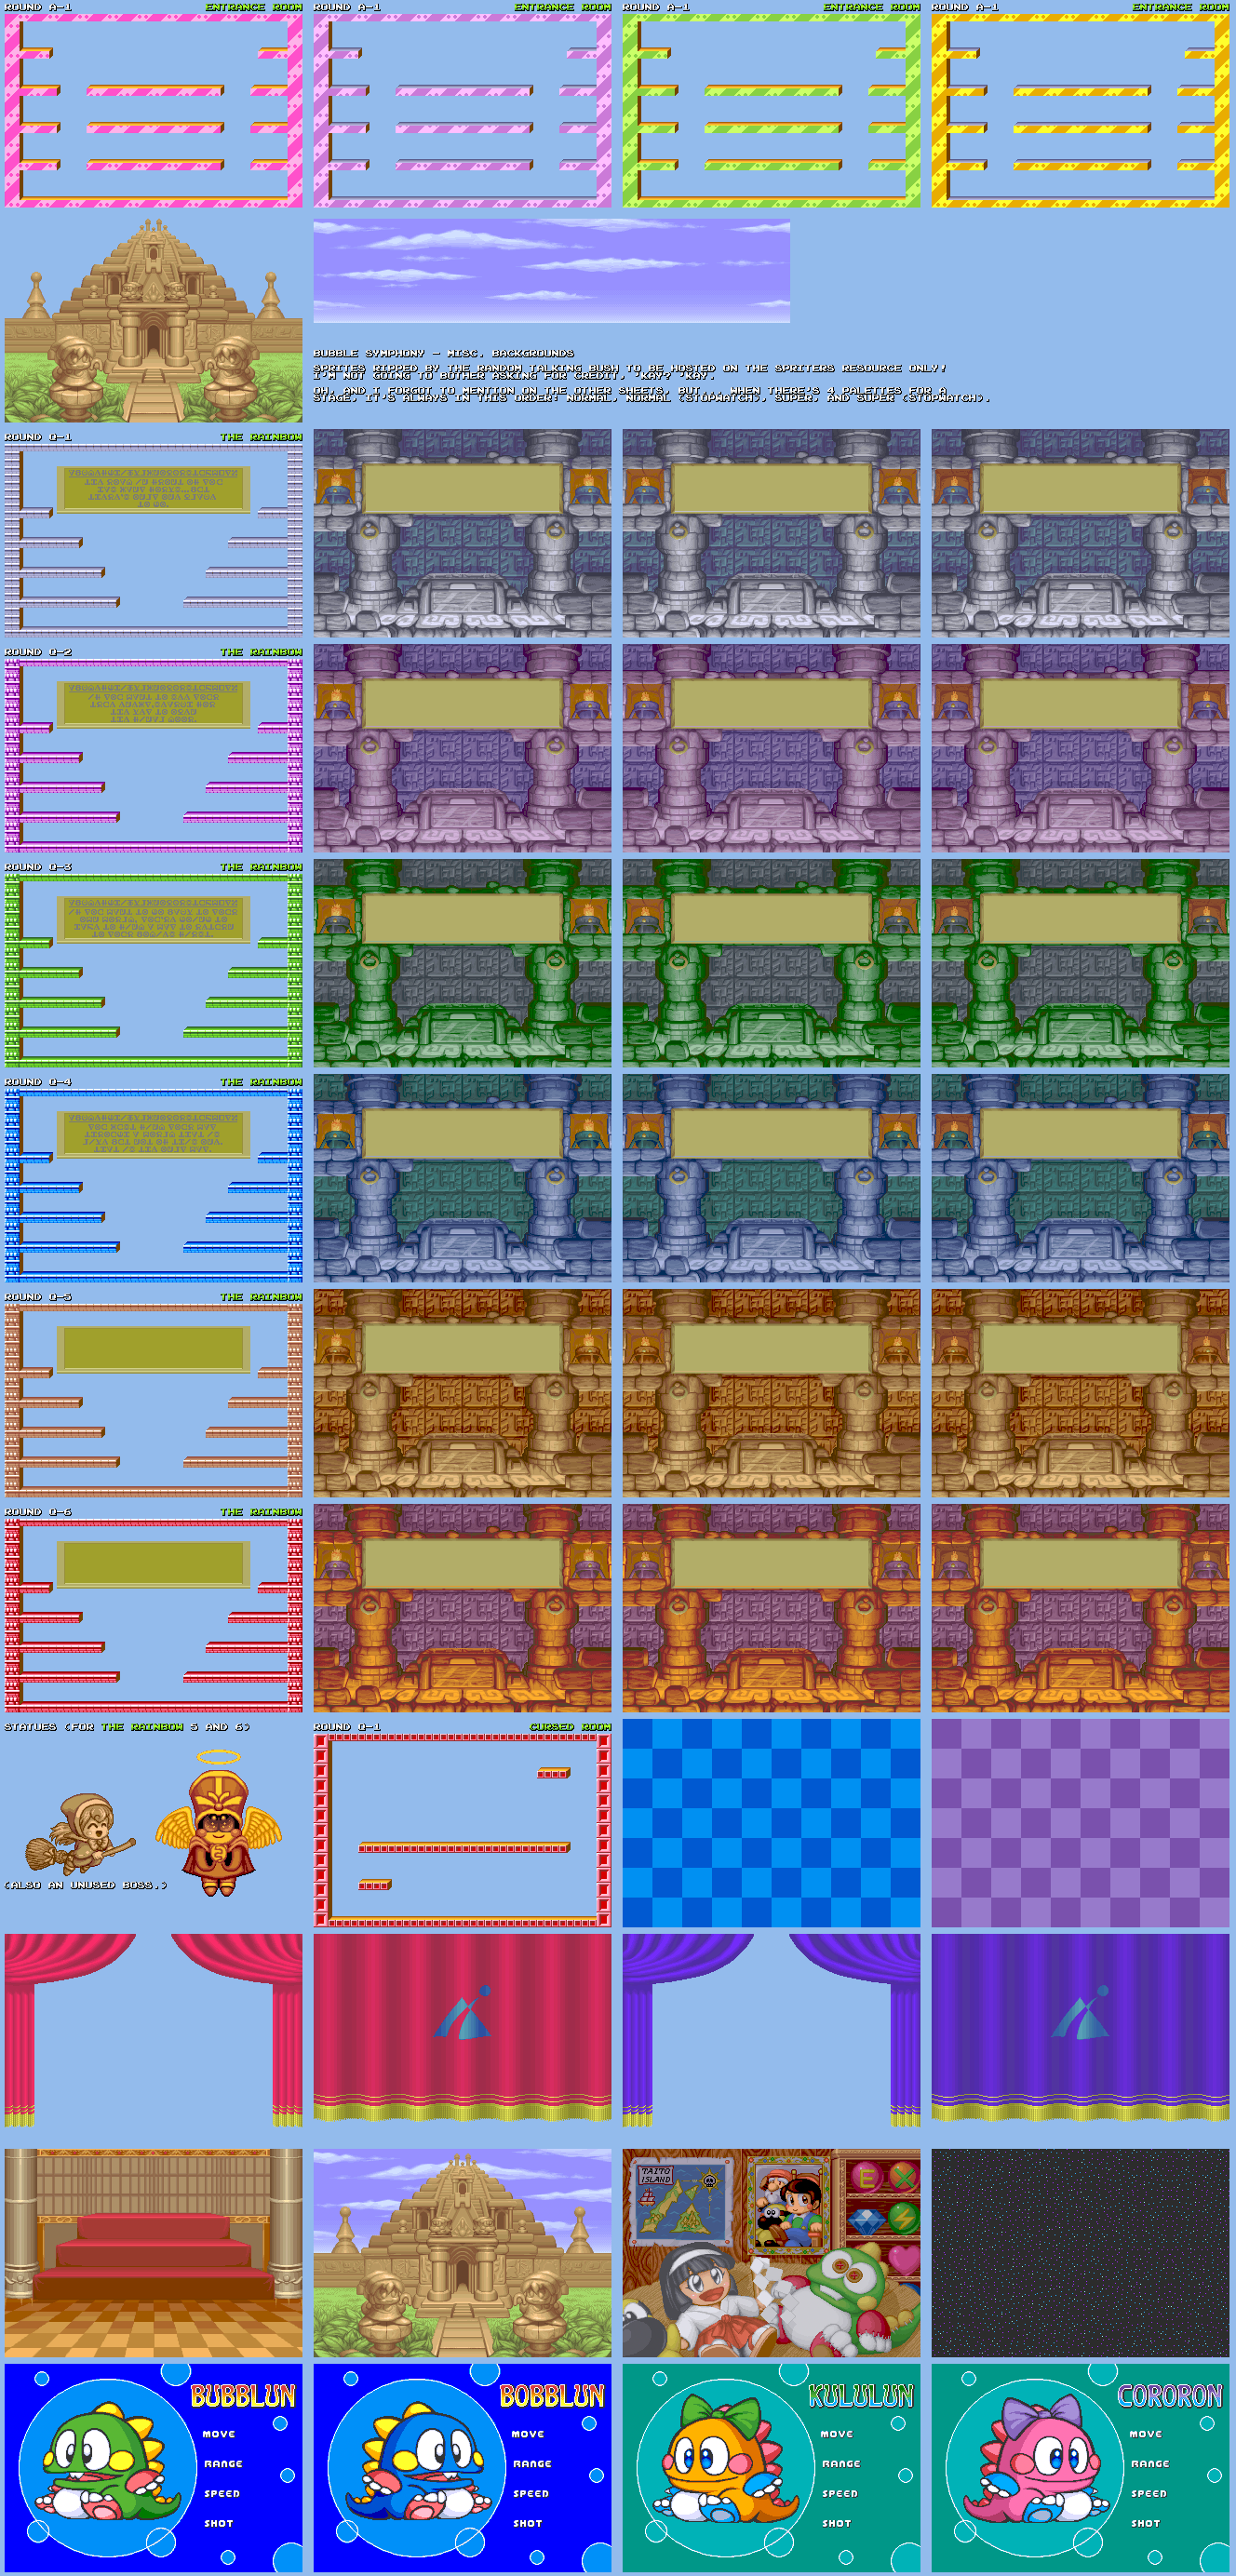 ROUND A-1 ENTRANCE ROOM
ROUND A-1 ENTRANCE ROOM
ROUND A-1 ENTRANCE ROOM
ROUND A-1 ENTRANCE ROOM
BUBBLE SYMPHONY - MISC. BACKGROUNDS
SPRITES RIPPED BY THE RANDOM TALKING BUSH TO BE HOSTED ON THE SPRITERS RESOURCE ONLY!
I'M NOT GOING TO BOTHER ASKING FOR CREDIT, 'KAY? 'KAY.
OH, AND I FORGOT TO MENTION ON THE OTHER SHEETS, BUT ... WHEN THERE'S 4 PALETTES FOR A
STAGE, IT'S ALWAYS IN THIS ORDER: NORMAL, NORMAL (STOPWATCH), SUPER, AND SUPER (STOPWATCH).
ROUND Q-1 THE RAINBOW
ROUND Q-2 THE RAINBOW
ROUND Q-3 THE RAINBOW
ROUND Q-4 THE RAINBOW
ROUND Q-5 THE RAINBOW
ROUND Q-6 THE RAINBOW
STATUES (FOR THE RAINBOW 5 AND 6)
(ALSO AN UNUSED BOSS.)
ROUND Q-1 CURSED ROOM
TAITO
ISLAND
E X
BUBBLUN
MOVE
RANGE
SPEED
SHOT
BOBBLUN
MOVE
RANGE
SPEED
SHOT
KULULUN
MOVE
RANGE
SPEED
SHOT
CORORON
MOVE
RANGE
SPEED
SHOT